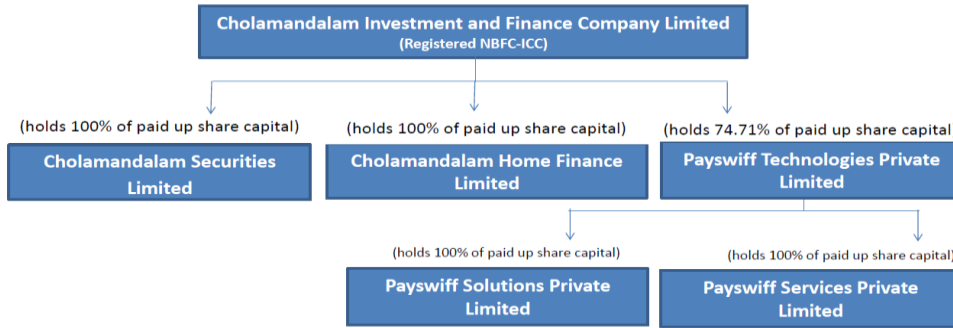 Cholamandalam Investment and Finance Company Limited
(Registered NBFC-ICC)
(holds 100% of paid up share capital)
(holds 100% of paid up share capital)
(holds 74.71% of paid up share capital)
Cholamandalam Securities
Limited
Cholamandalam Home Finance
Limited
Payswiff Technologies Private
Limited
(holds 100% of paid up share capital)
(holds 100% of paid up share capital)
Payswiff Solutions Private
Limited
Payswiff Services Private
Limited